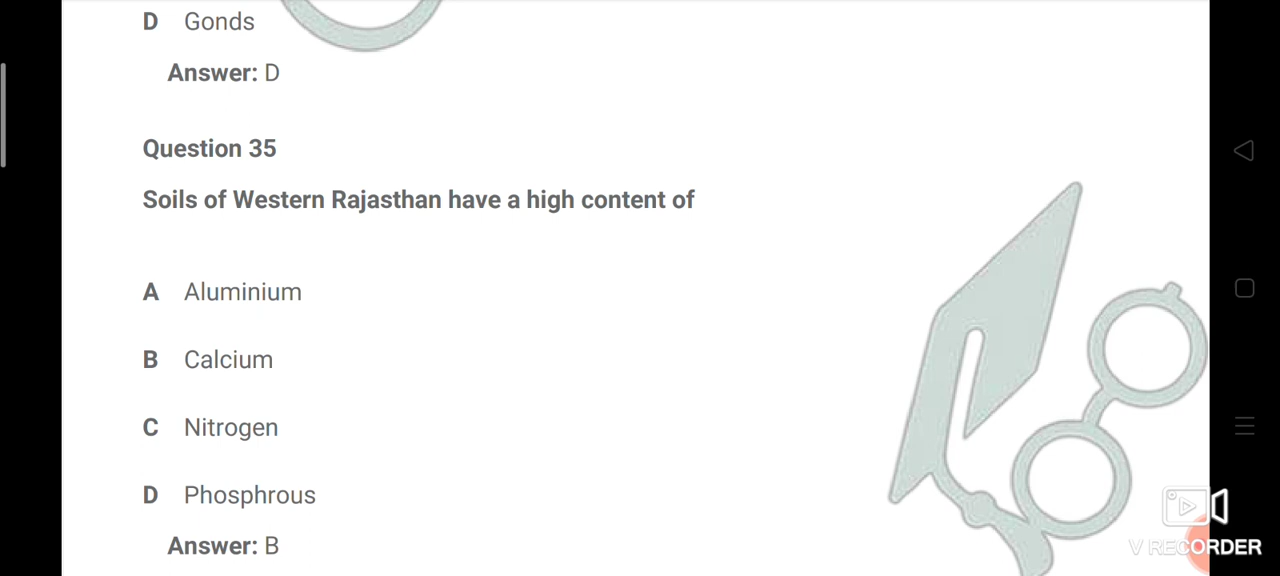 D Gonds
Answer: D
Question 35
Soils of Western Rajasthan have a high content of
A Aluminium
B Calcium
C Nitrogen
D Phosphrous
Answer: B
V RECORDER